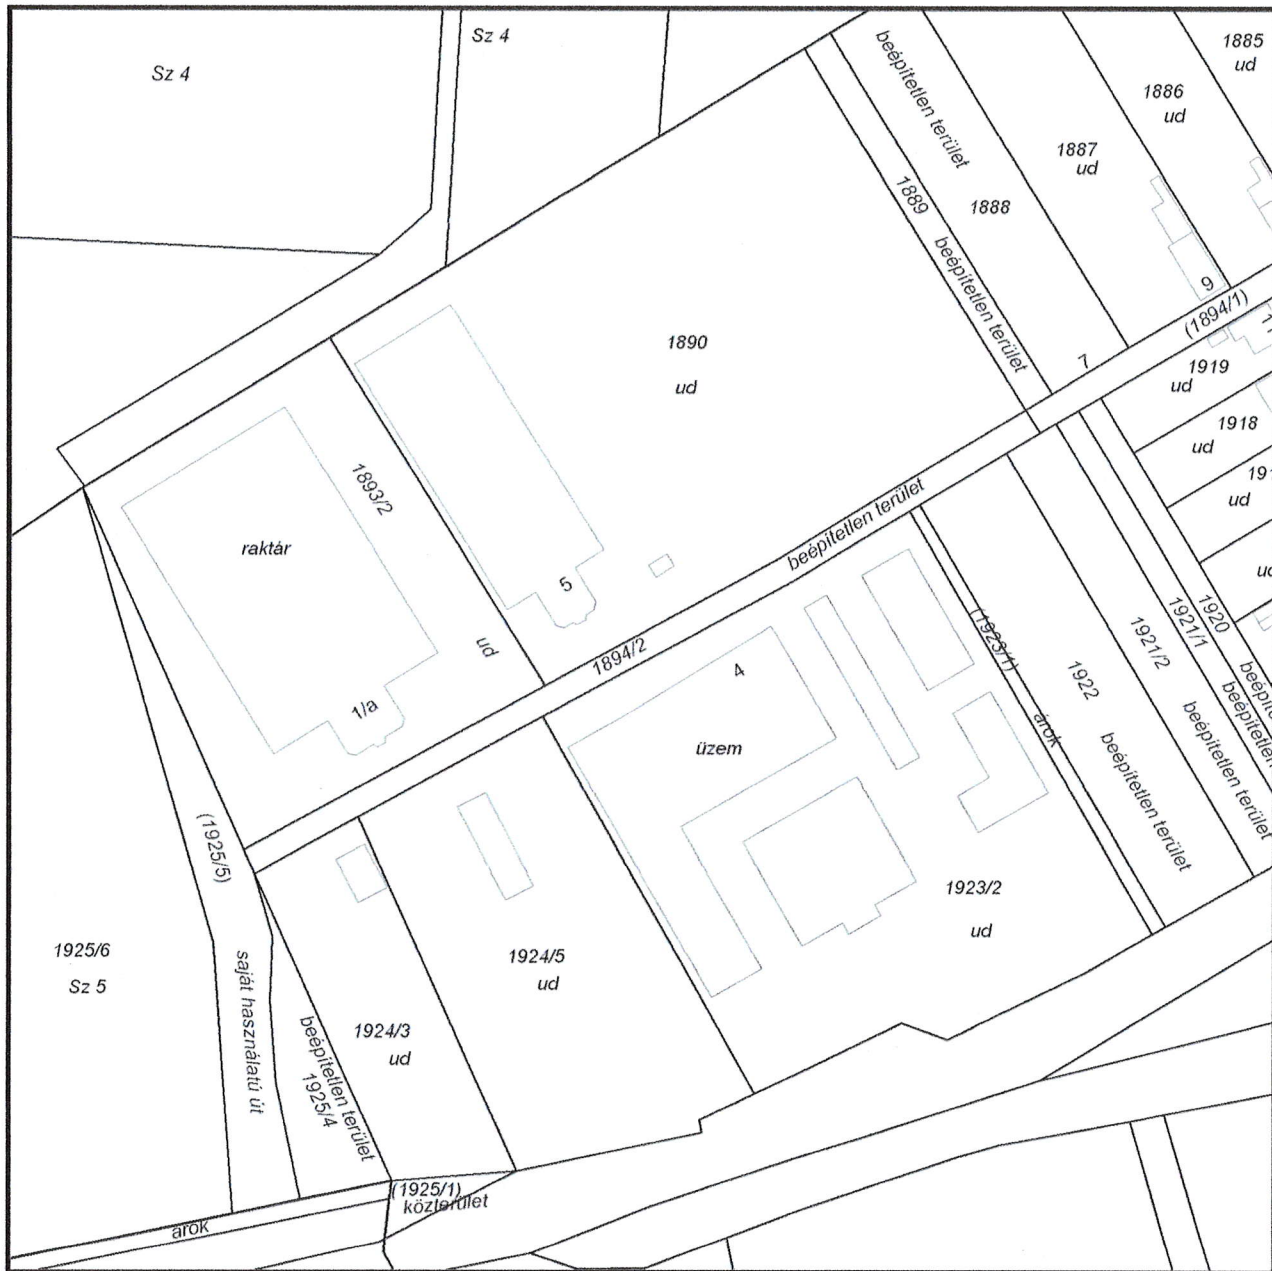 Sz 4
Sz 4
1885
ud
1886
ud
1887
ud
beépítetlen terület
1888
1889
beépítetlen terület
9
(1894/1)
7
1890
ud
1919
ud
1918
ud
ud
1893/2
raktár
ud
5
1/a
beépítetlen terület
1894/2
4
üzem
(1923/1)
árok
1922
beépítetlen terület
1921/2
beépítetlen terület
1921/1
beépítetlen
1920
(1925/5)
saját használatú út
1925/6
Sz 5
1923/2
ud
1924/5
ud
1924/3
ud
beépítetlen terület
1925/4
(1925/1)
közterület
árok